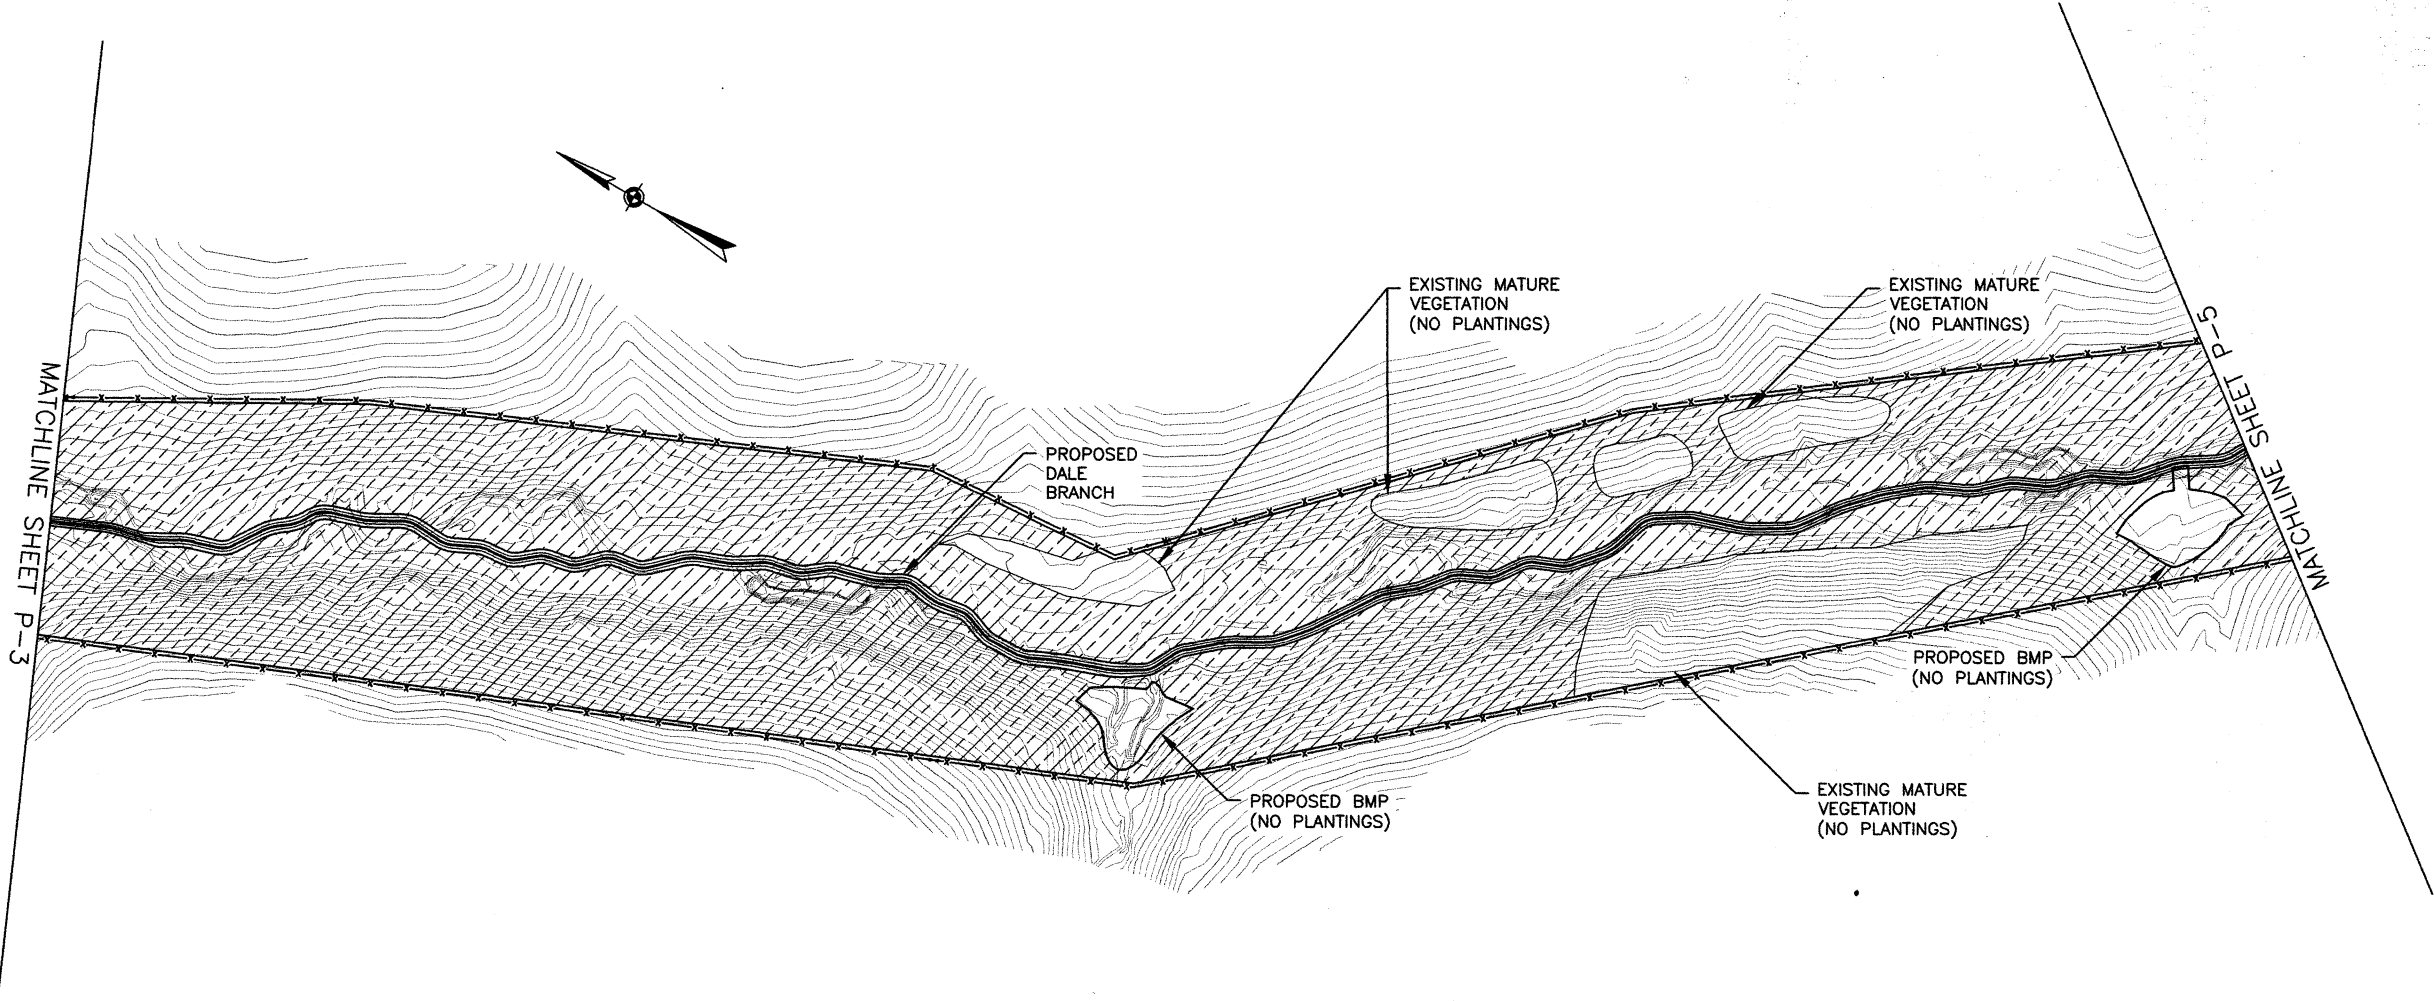 EXISTING MATURE
VEGETATION
(NO PLANTINGS)
EXISTING MATURE
VEGETATION
(NO PLANTINGS)
MATCHLINE SHEET P-3
MATCHLINE SHEET P-5
PROPOSED
DALE
BRANCH
PROPOSED BMP
(NO PLANTINGS)
PROPOSED BMP
(NO PLANTINGS)
EXISTING MATURE
VEGETATION
(NO PLANTINGS)